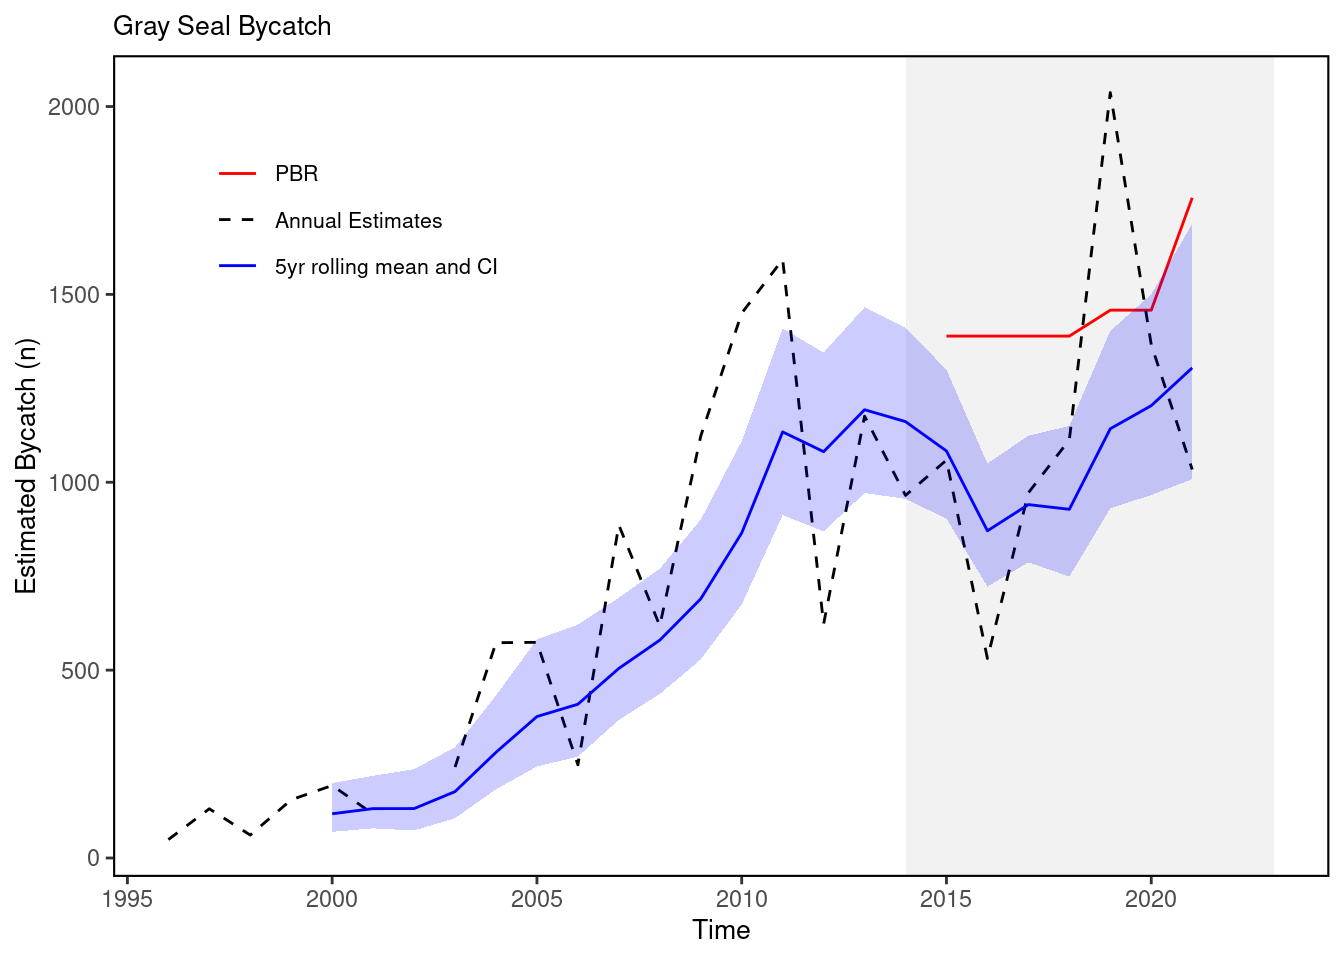 Gray Seal Bycatch
2000
1500
1000
500
0
Estimated Bycatch (n)
PBR
Annual Estimates
5yr rolling mean and CI
1995 2000 2005 2010 2015 2020
Time